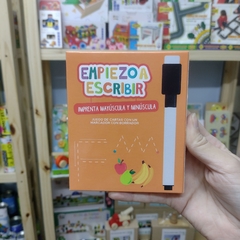 EMPIEZO A
ESCRIBIR
IMPRENTA MAYÚSCULA Y MINÚSCULA